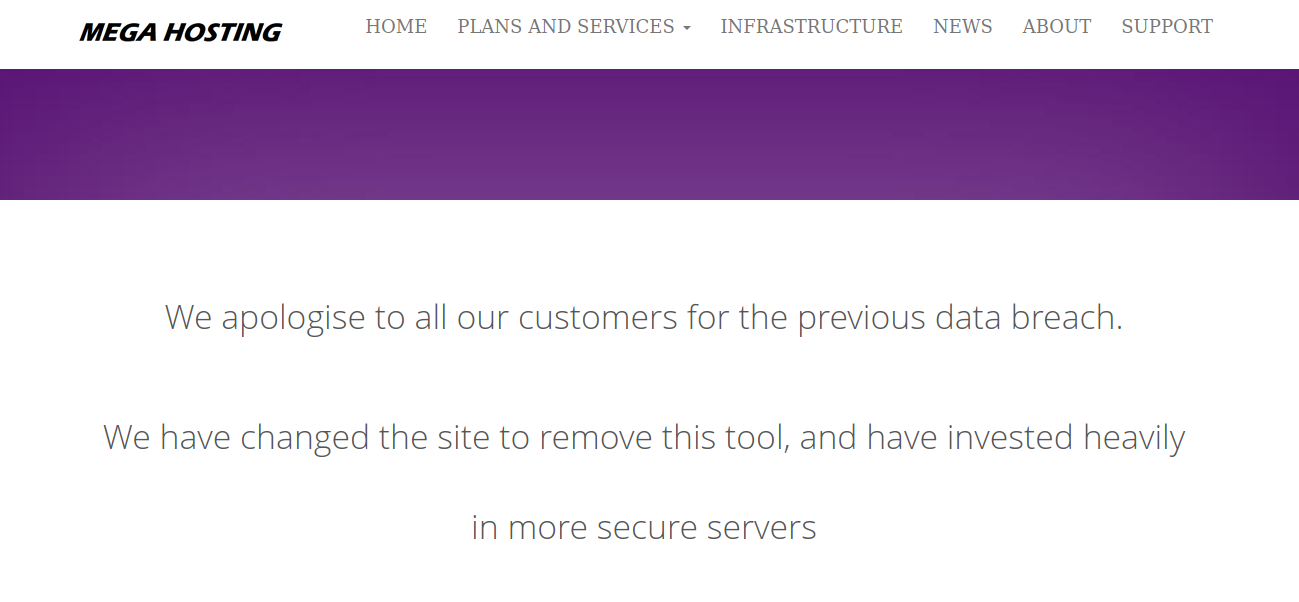 MEGA HOSTING
HOME PLANS AND SERVICES INFRASTRUCTURE NEWS ABOUT SUPPORT
We apologise to all our customers for the previous data breach.
We have changed the site to remove this tool, and have invested heavily
in more secure servers